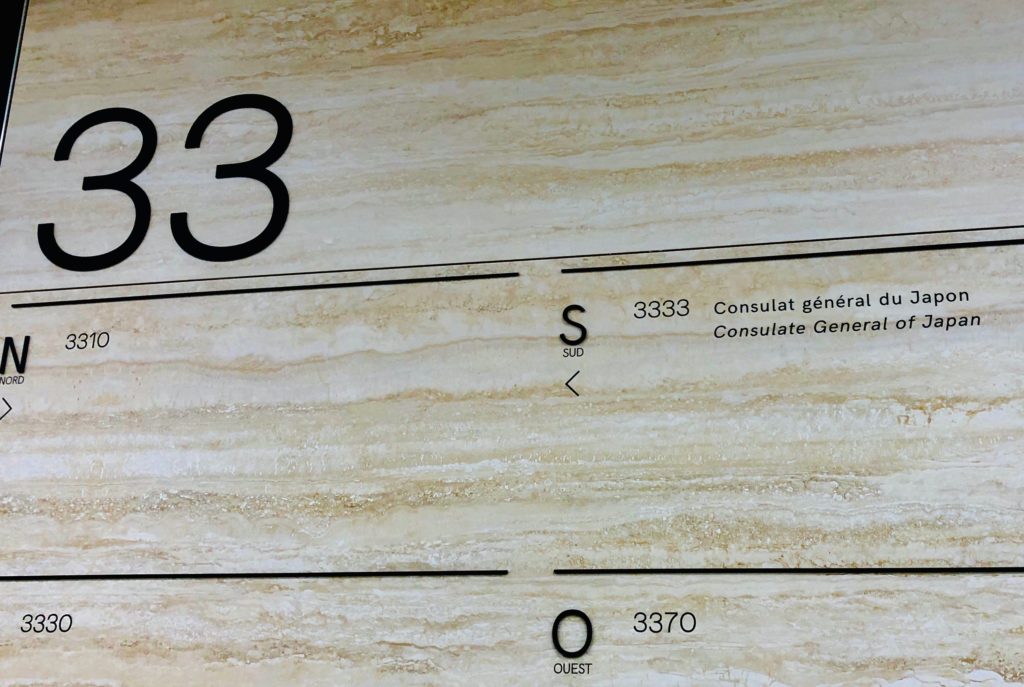 33
N
NORD
3310
S
SUD
3333 Consulat général du Japon
Consulate General of Japan
3330
O
OUEST
3370